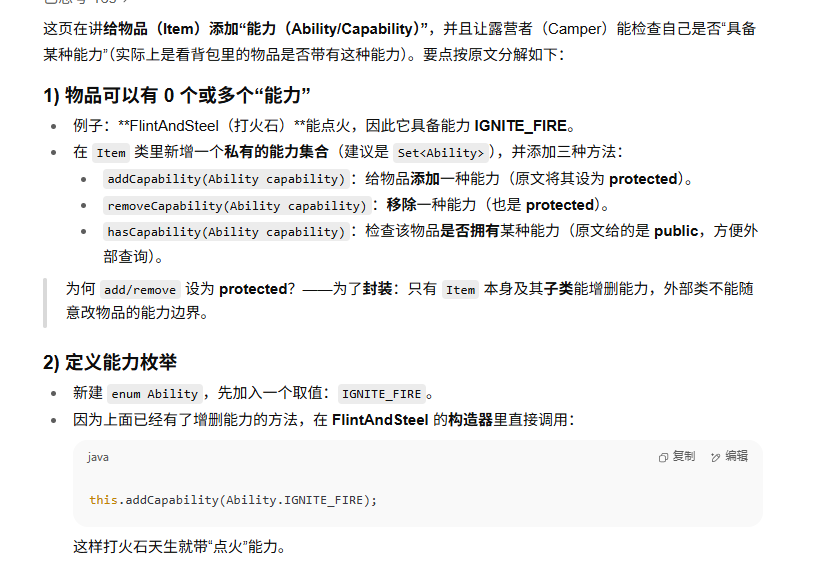 这页在讲给物品（Item）添加“能力（Ability/Capability）”，并且让露营者（Camper）能检查自己是否“具备
某种能力”（实际上是看背包里的物品是否带有这种能力）。要点按原文分解如下：
1) 物品可以有 0 个或多个“能力”
例子：**FlintAndSteel（打火石）**能点火，因此它具备能力 IGNITE_FIRE。
在 Item 类里新增一个私有的能力集合（建议是 Set<Ability>），并添加三种方法：
addCapability(Ability capability)：给物品添加一种能力（原文将其设为 protected）。
removeCapability(Ability capability)：移除一种能力（也是 protected）。
hasCapability(Ability capability)：检查该物品是否拥有某种能力（原文给的是 public，方便外
部查询）。
为何 add/remove 设为 protected？——为了封装：只有 Item 本身及其子类能增删能力，外部类不能随
意改物品的能力边界。
2) 定义能力枚举
新建 enum Ability，先加入一个取值：IGNITE_FIRE。
因为上面已经有了增删能力的方法，在 FlintAndSteel 的构造器里直接调用：
java 复制 编辑
this.addCapability(Ability.IGNITE_FIRE);
这样打火石天生就带“点火”能力。